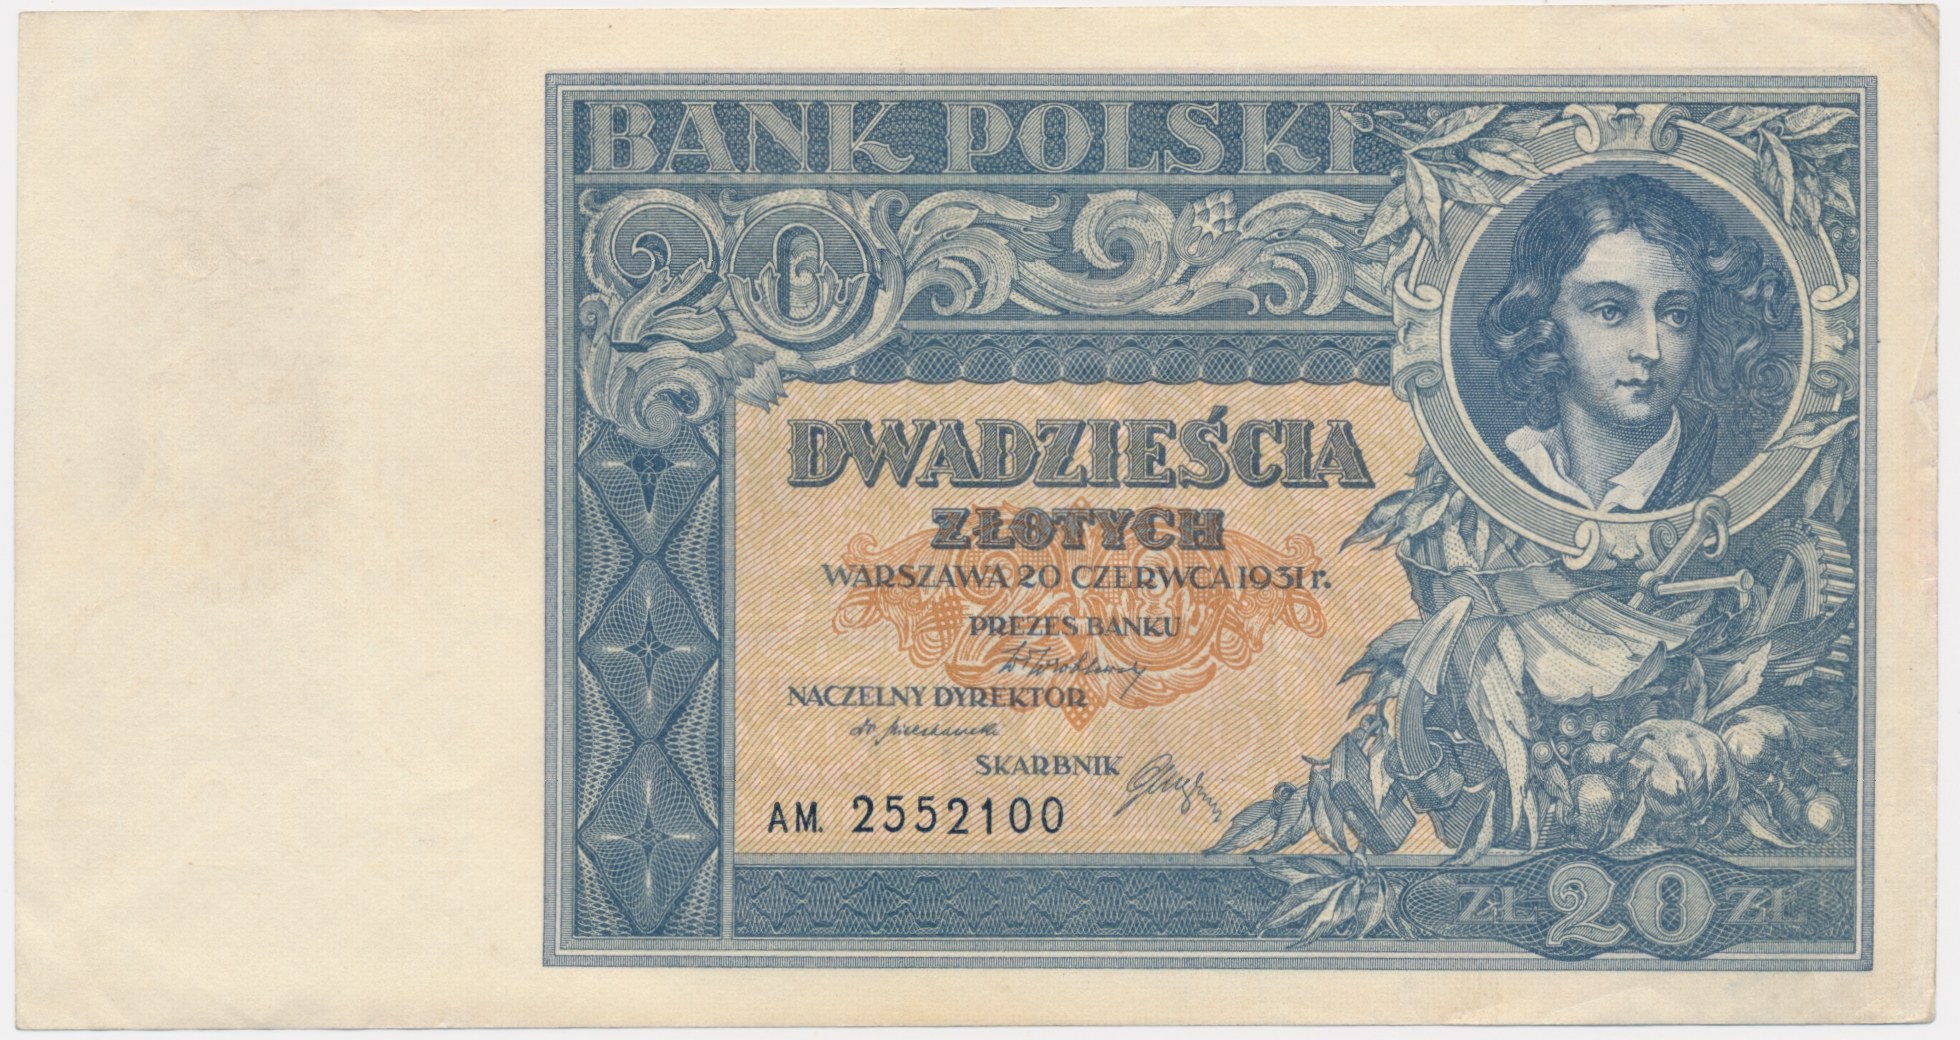 BANK POLSKI
20
DWADZIEŚCIA
ZŁOTYCH
WARSZAWA 20 CZERWCA 1931 r.
PREZES BANKU
NACZELNY DYREKTOR
SKARBNIK
AM. 2552100
ZŁ 20 ZŁ